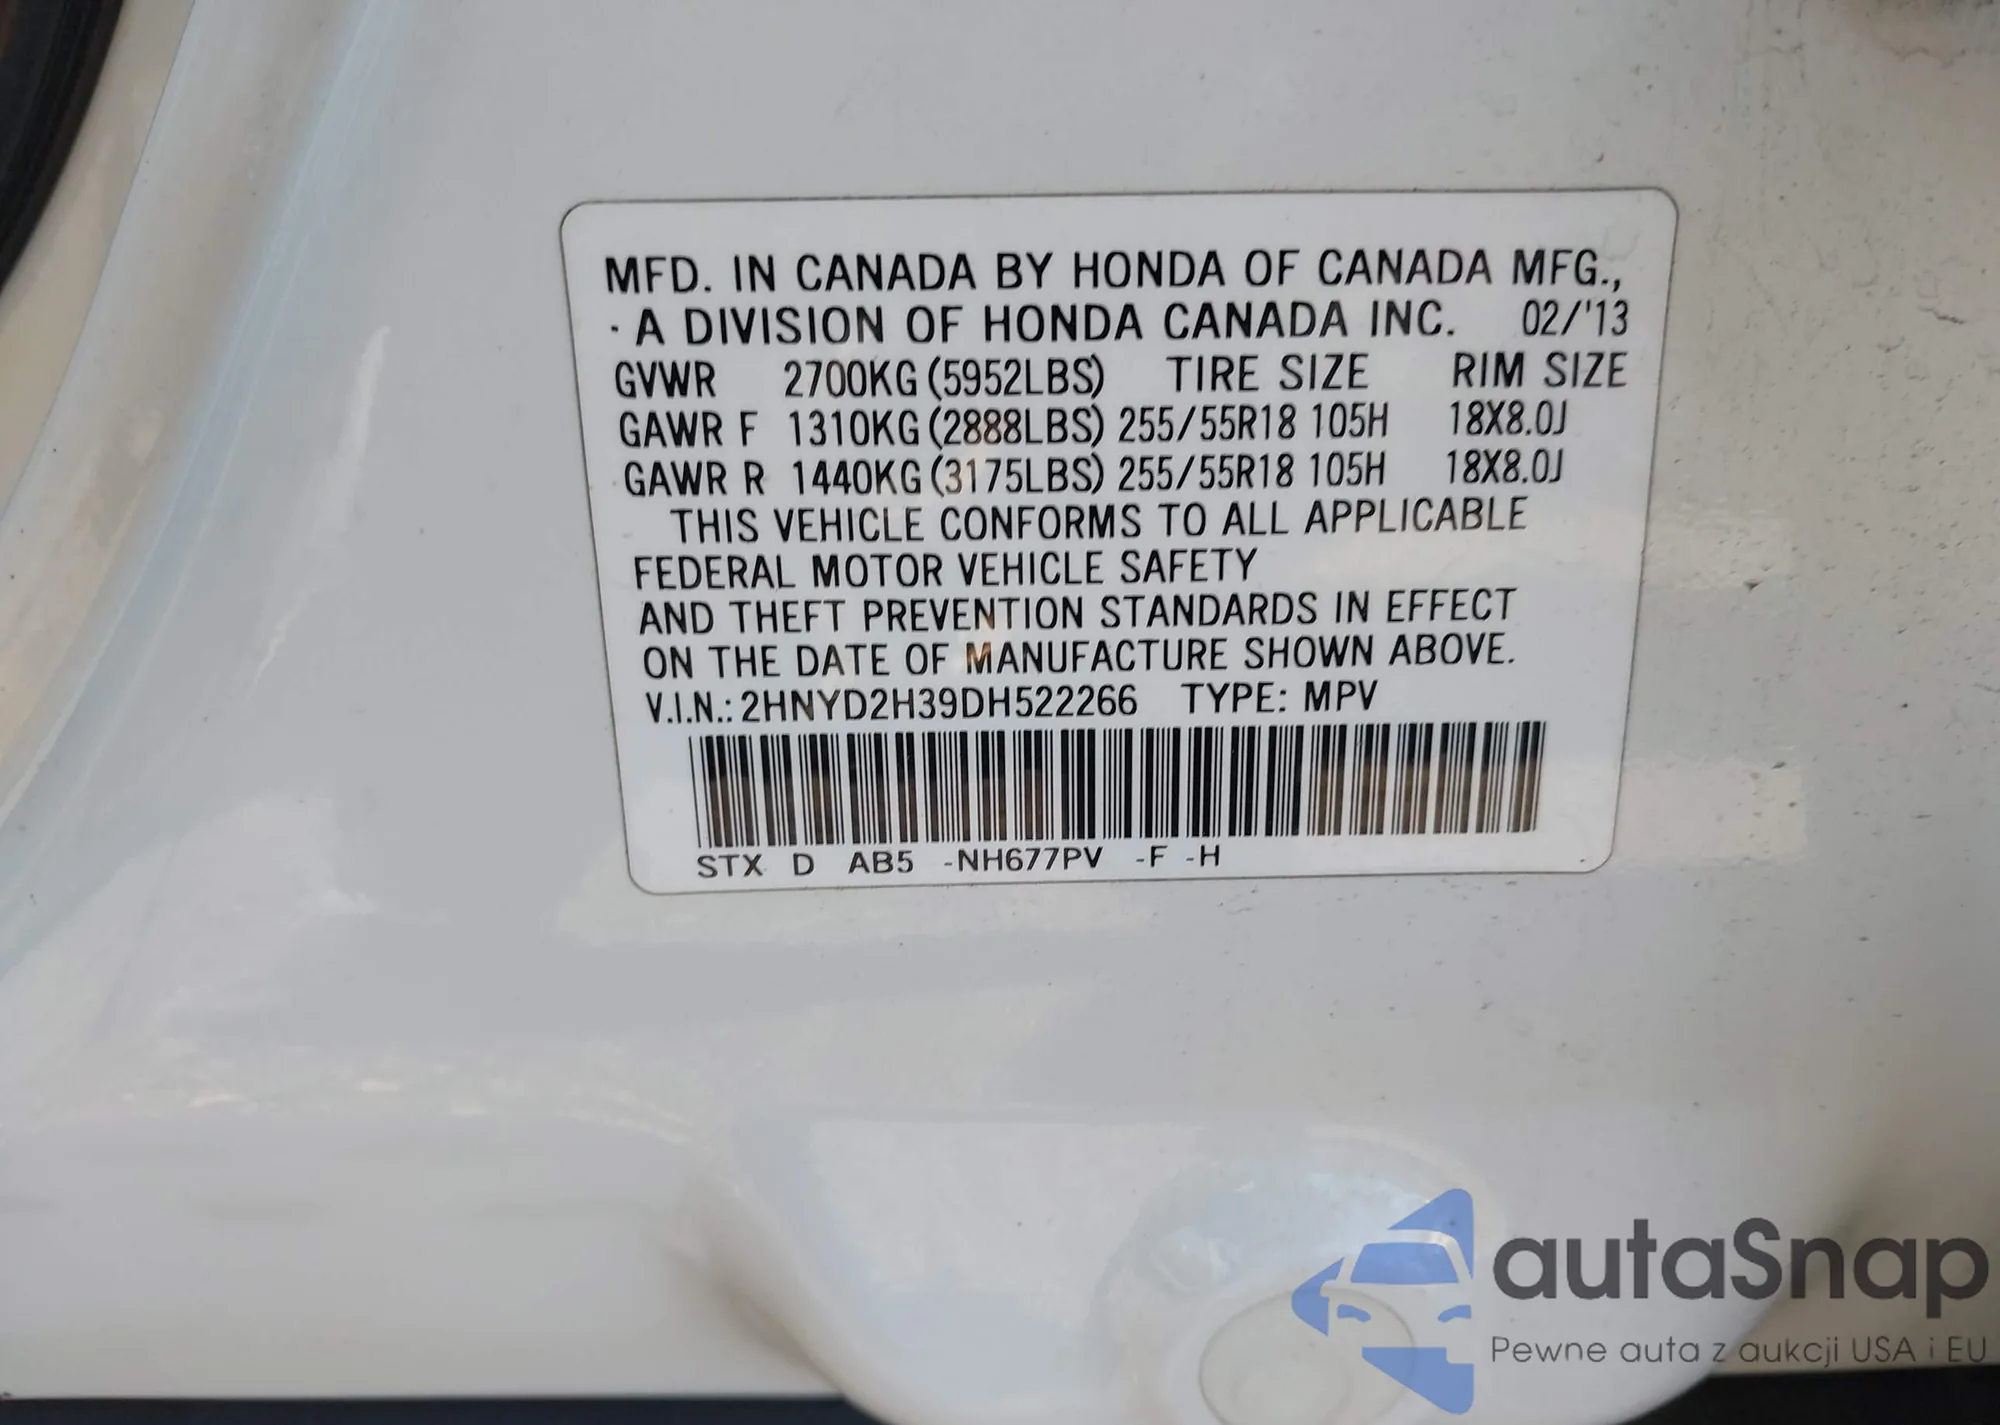 MFD. IN CANADA BY HONDA OF CANADA MFG.,
A DIVISION OF HONDA CANADA INC. 02/'13
GVWR 2700KG (5952LBS) TIRE SIZE RIM SIZE
GAWR F 1310KG (2888LBS) 255/55R18 105H 18X8.0J
GAWR R 1440KG (3175LBS) 255/55R18 105H 18X8.0J
THIS VEHICLE CONFORMS TO ALL APPLICABLE
FEDERAL MOTOR VEHICLE SAFETY
AND THEFT PREVENTION STANDARDS IN EFFECT
ON THE DATE OF MANUFACTURE SHOWN ABOVE.
V.I.N.: 2HNYD2H39DH522266 TYPE: MPV
STX D AB5 -NH677PV -F -H
autaSnap
Pewne auta z aukcji USA i EU